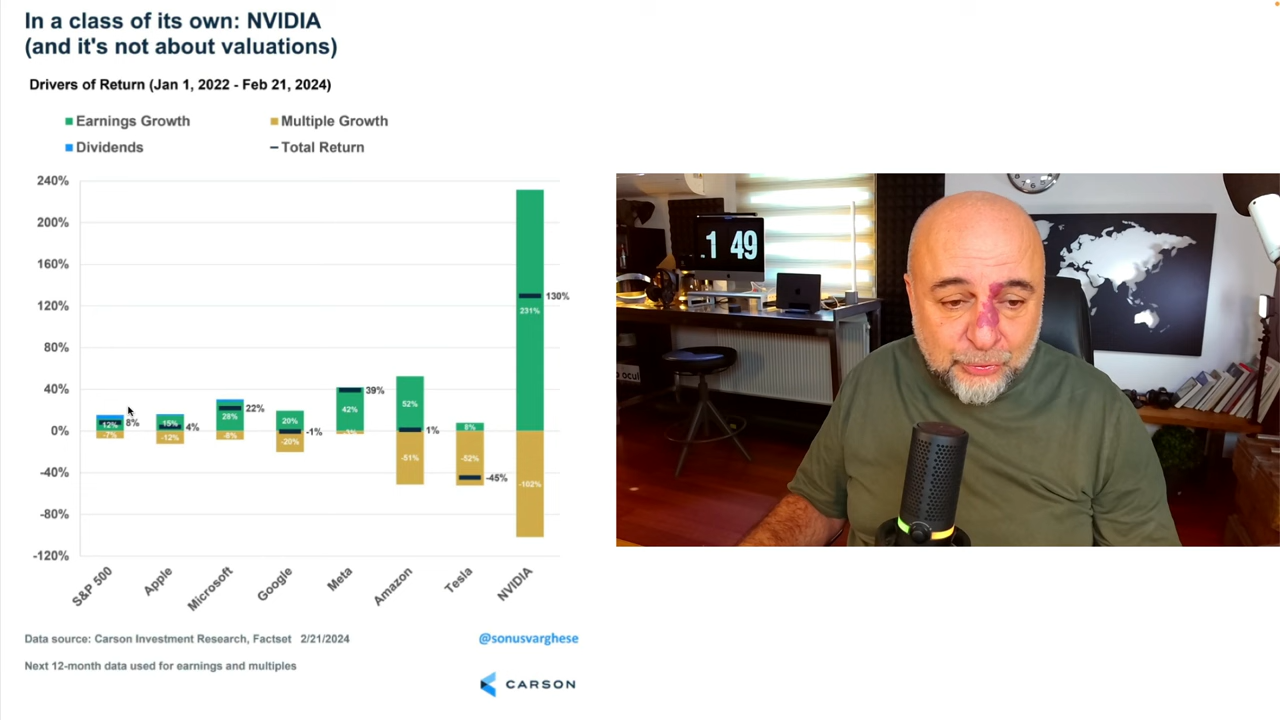 In a class of its own: NVIDIA
(and it's not about valuations)
Drivers of Return (Jan 1, 2022 - Feb 21, 2024)
Earnings Growth
Multiple Growth
Dividends
Total Return
240%
200%
160%
120%
80%
40%
0%
-40%
-80%
-120%
12%
8%
-7%
15%
4%
-12%
28%
22%
-8%
20%
-1%
-20%
42%
39%
52%
1%
-51%
8%
-52%
-45%
231%
130%
-102%
S&P 500
Apple
Microsoft
Google
Meta
Amazon
Tesla
NVIDIA
Data source: Carson Investment Research, Factset 2/21/2024
@sonusvarghese
Next 12-month data used for earnings and multiples
CARSON
1 49